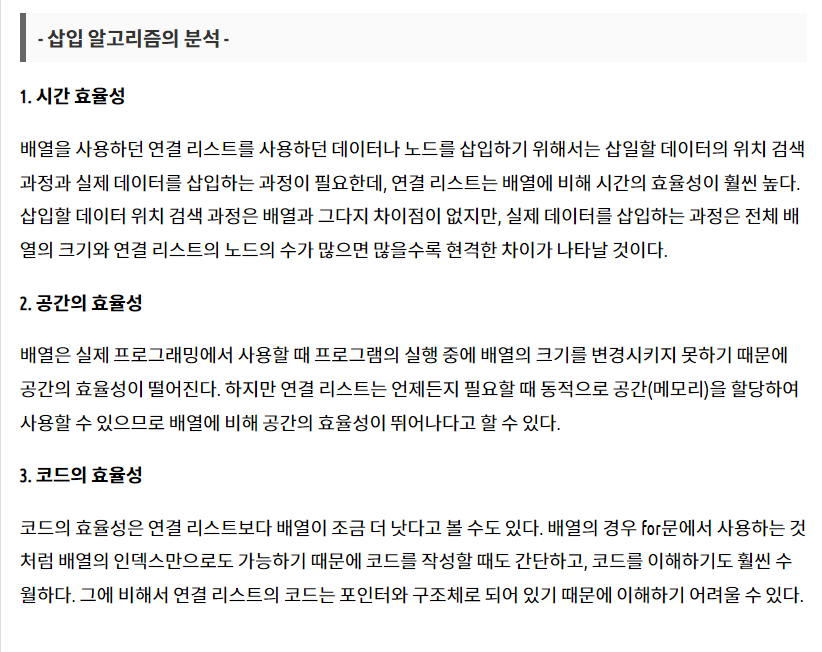 - 삽입 알고리즘의 분석 -
1. 시간 효율성
배열을 사용하던 연결 리스트를 사용하던 데이터나 노드를 삽입하기 위해서는 삽일할 데이터의 위치 검색
과정과 실제 데이터를 삽입하는 과정이 필요한데, 연결 리스트는 배열에 비해 시간의 효율성이 훨씬 높다.
삽입할 데이터 위치 검색 과정은 배열과 그다지 차이점이 없지만, 실제 데이터를 삽입하는 과정은 전체 배
열의 크기와 연결 리스트의 노드의 수가 많으면 많을수록 현격한 차이가 나타날 것이다.
2. 공간의 효율성
배열은 실제 프로그래밍에서 사용할 때 프로그램의 실행 중에 배열의 크기를 변경시키지 못하기 때문에
공간의 효율성이 떨어진다. 하지만 연결 리스트는 언제든지 필요할 때 동적으로 공간(메모리)을 할당하여
사용할 수 있으므로 배열에 비해 공간의 효율성이 뛰어나다고 할 수 있다.
3. 코드의 효율성
코드의 효율성은 연결 리스트보다 배열이 조금 더 낫다고 볼 수도 있다. 배열의 경우 for문에서 사용하는 것
처럼 배열의 인덱스만으로도 가능하기 때문에 코드를 작성할 때도 간단하고, 코드를 이해하기도 훨씬 수
월하다. 그에 비해서 연결 리스트의 코드는 포인터와 구조체로 되어 있기 때문에 이해하기 어려울 수 있다.